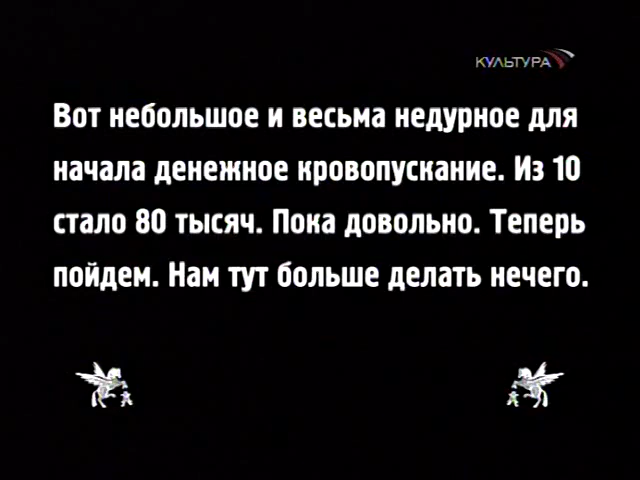 КУЛЬТУРА
Вот небольшое и весьма недурное для
начала денежное кровопускание. Из 10
стало 80 тысяч. Пока довольно. Теперь
пойдем. Нам тут больше делать нечего.